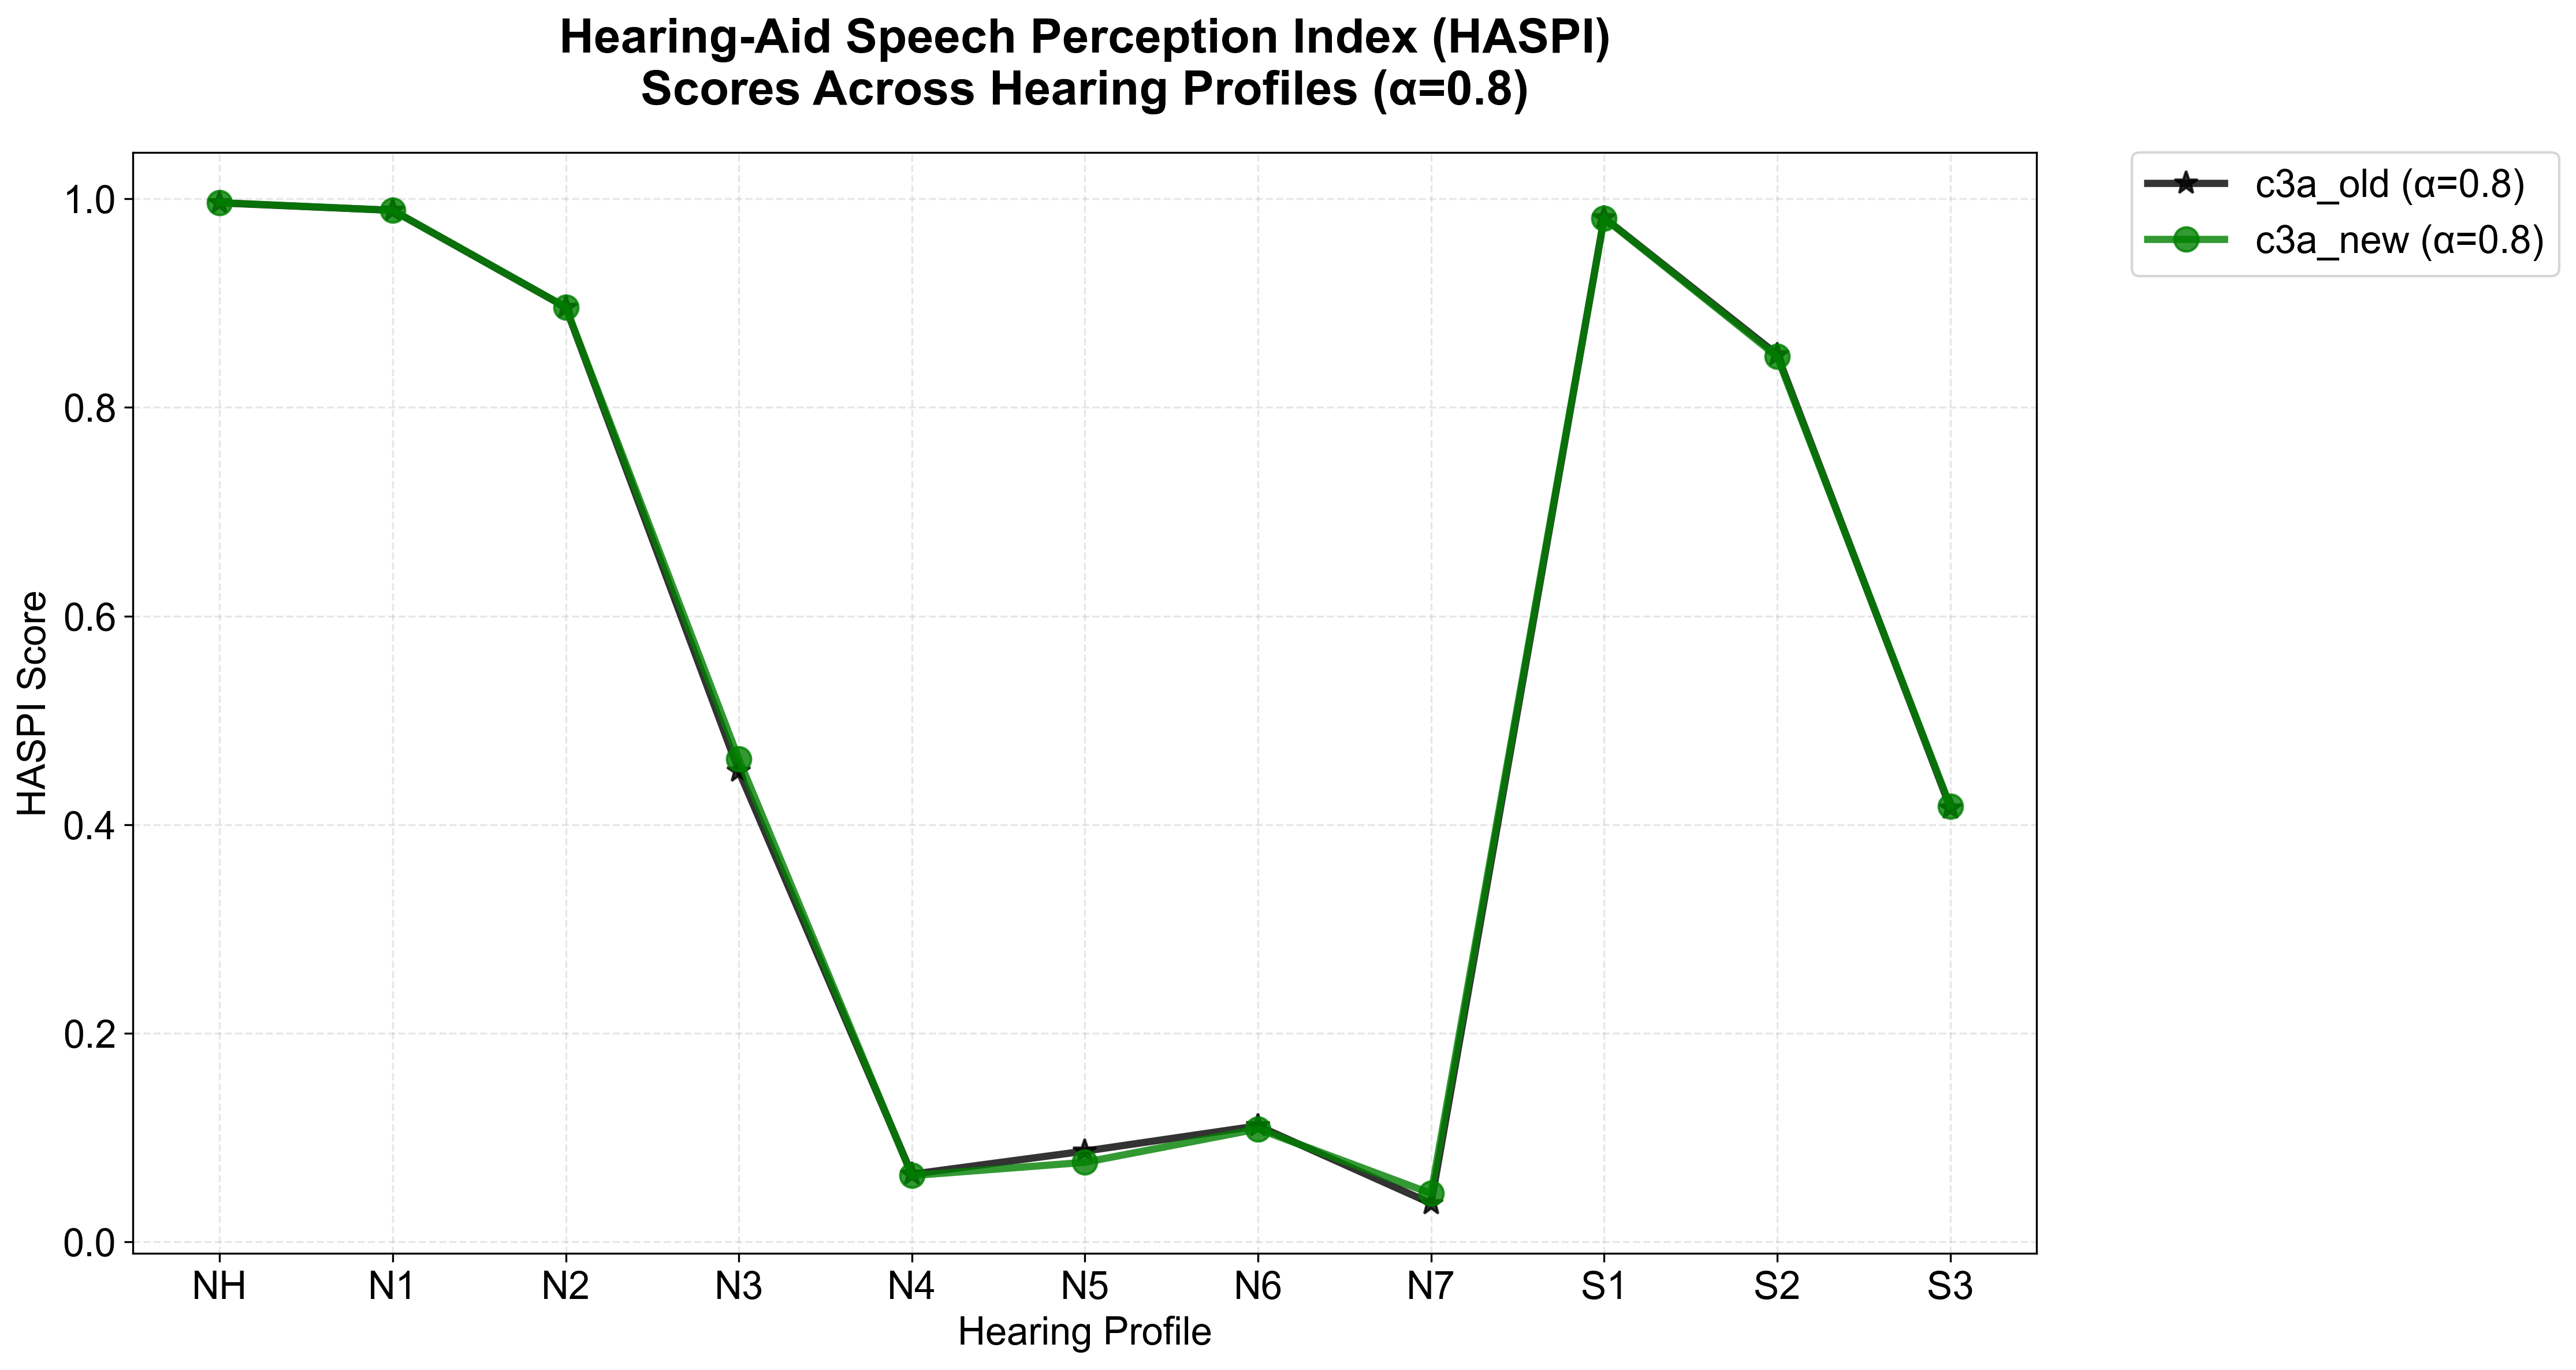 Hearing-Aid Speech Perception Index (HASPI)
Scores Across Hearing Profiles (α=0.8)
c3a_old (α=0.8)
c3a_new (α=0.8)
HASPI Score
1.0
0.8
0.6
0.4
0.2
0.0
NH N1 N2 N3 N4 N5 N6 N7 S1 S2 S3
Hearing Profile